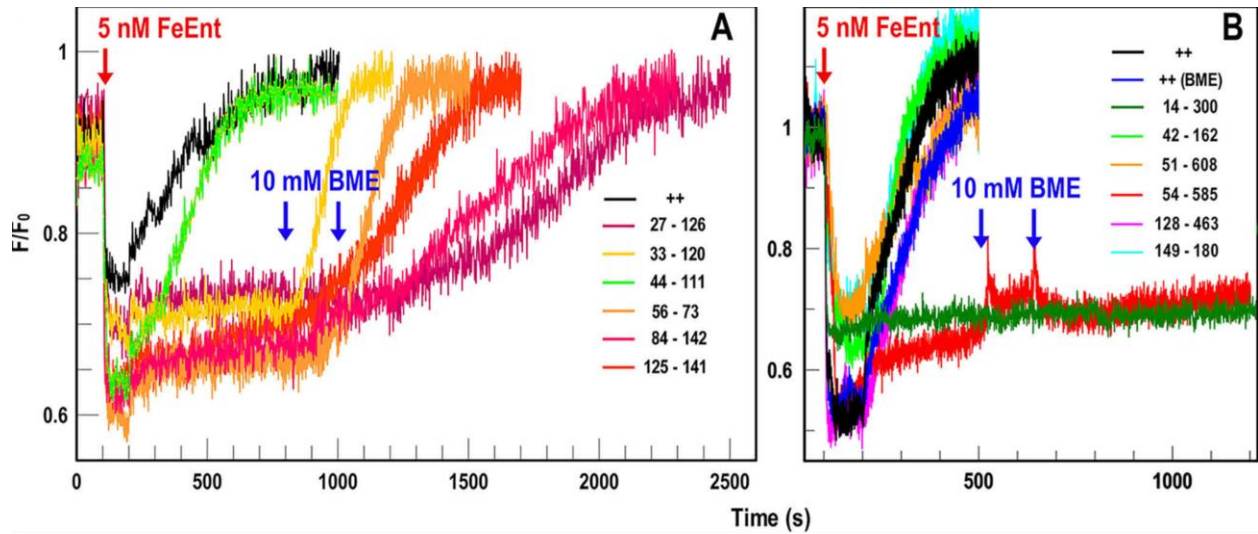 5 nM FeEnt
A
1
0.8
0.6
F/F0
10 mM BME
++
27 - 126
33 - 120
44 - 111
56 - 73
84 - 142
125 - 141
0
500
1000
1500
2000
2500
5 nM FeEnt
B
1
0.8
0.6
10 mM BME
++
++ (BME)
14 - 300
42 - 162
51 - 608
54 - 585
128 - 463
149 - 180
500
1000
Time (s)